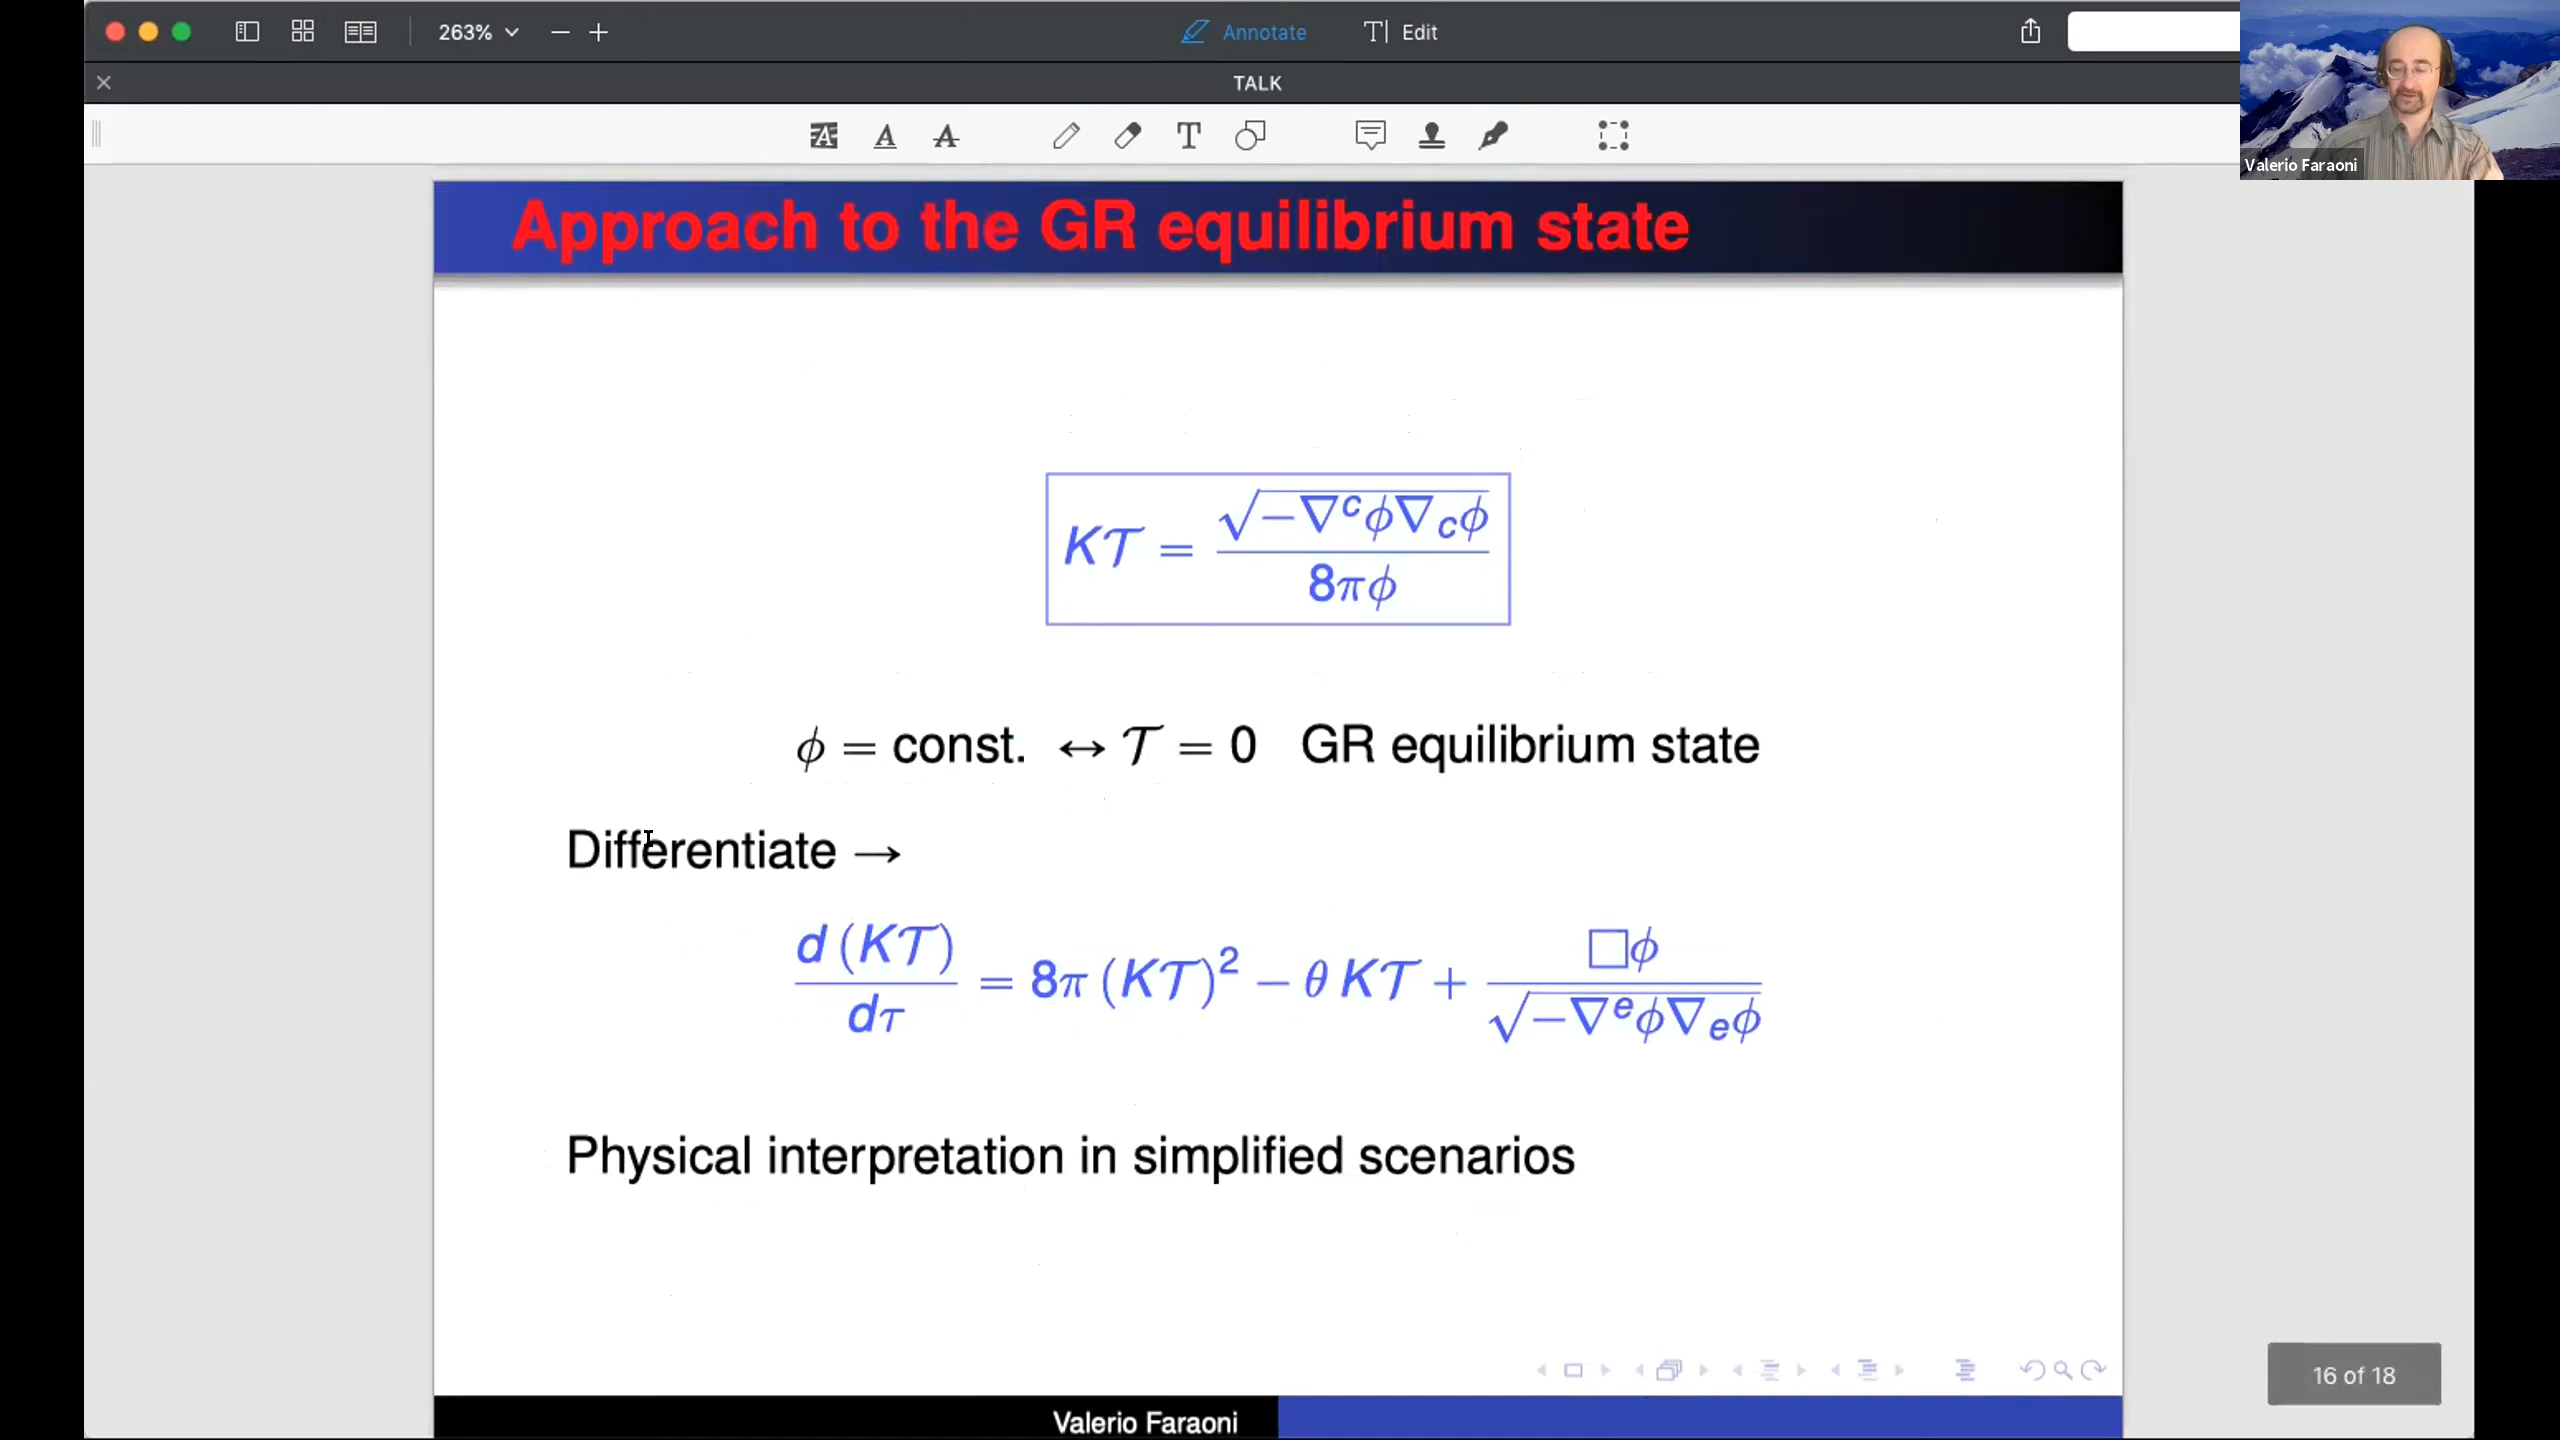 263%
Annotate
T| Edit
TALK
Valerio Faraoni
Approach to the GR equilibrium state
K𝒯 = √(−∇^cϕ∇_cϕ) / 8πϕ
ϕ = const. ↔ 𝒯 = 0 GR equilibrium state
Differentiate →
d (K𝒯) / dτ = 8π (K𝒯)² − θ K𝒯 + □ϕ / √(−∇^eϕ∇_eϕ)
Physical interpretation in simplified scenarios
16 of 18
Valerio Faraoni